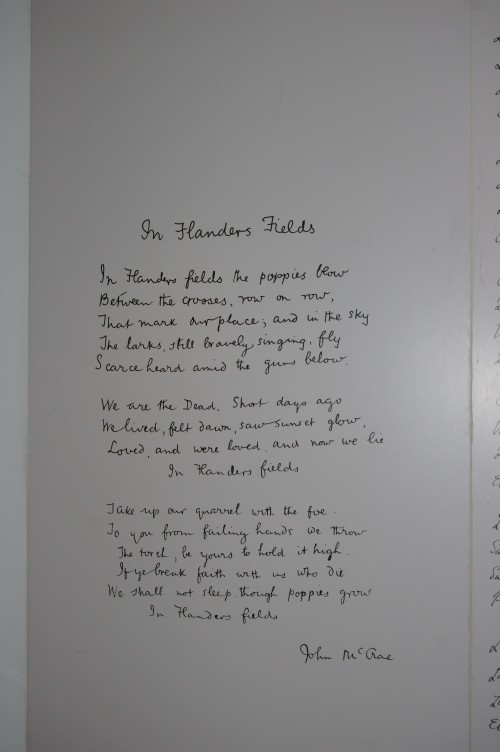 In Flanders Fields
In Flanders fields the poppies blow
Between the crosses, row on row,
That mark our place; and in the sky
The larks, still bravely singing, fly
Scarce heard amid the guns below.
We are the Dead. Short days ago
We lived, felt dawn, saw sunset glow,
Loved, and were loved, and now we lie
In Flanders fields
Take up our quarrel with the foe.
To you from failing hands we throw
The torch, be yours to hold it high.
If ye break faith with us who die
We shall not sleep though poppies grow
In Flanders fields
John McCrae